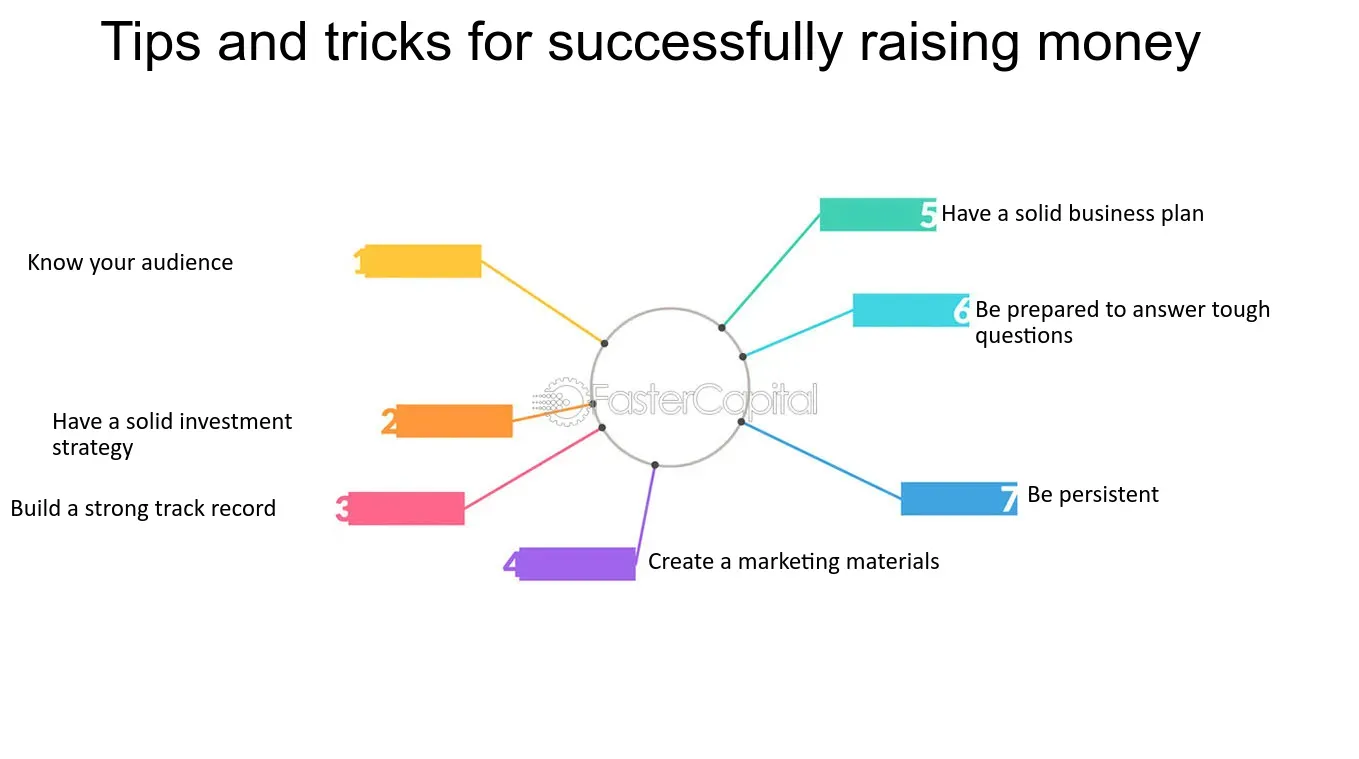 Tips and tricks for successfully raising money
1
Know your audience
2
Have a solid investment
strategy
3
Build a strong track record
4
Create a marketing materials
5
Have a solid business plan
6
Be prepared to answer tough
questions
7
Be persistent
FasterCapital